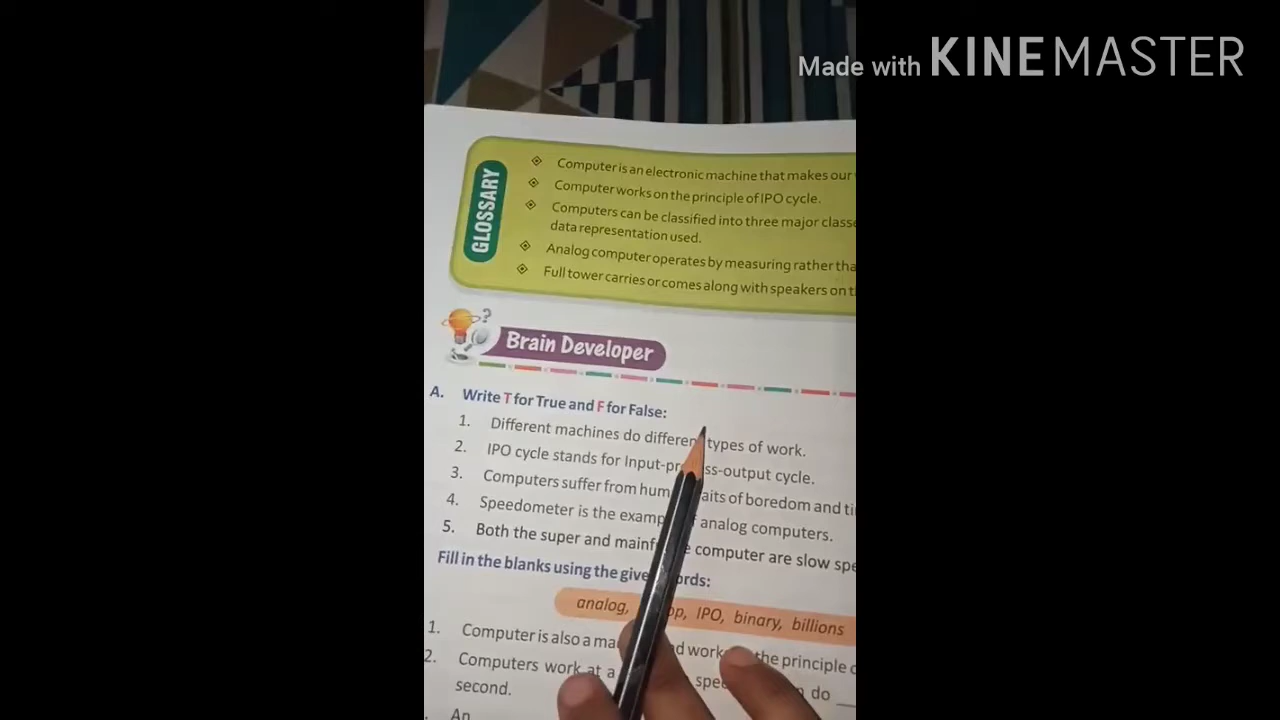 Made with KINEMASTER
GLOSSARY
Computer is an electronic machine that makes our
Computer works on the principle of IPO cycle.
Computers can be classified into three major
data representation used.
Analog computer operates by measuring rather
Full tower carries or comes along with speakers on
?
Brain Developer
A. Write T for True and F for False:
1. Different machines do different types of work.
2. IPO cycle stands for Input-pr ss-output cycle.
3. Computers suffer from hum aits of boredom and
4. Speedometer is the examp analog computers.
5. Both the super and mainf e computer are slow
Fill in the blanks using the give ords:
analog, op, IPO, binary, billions
1. Computer is also a ma d work the principle
2. Computers work at a spe do
second.
An